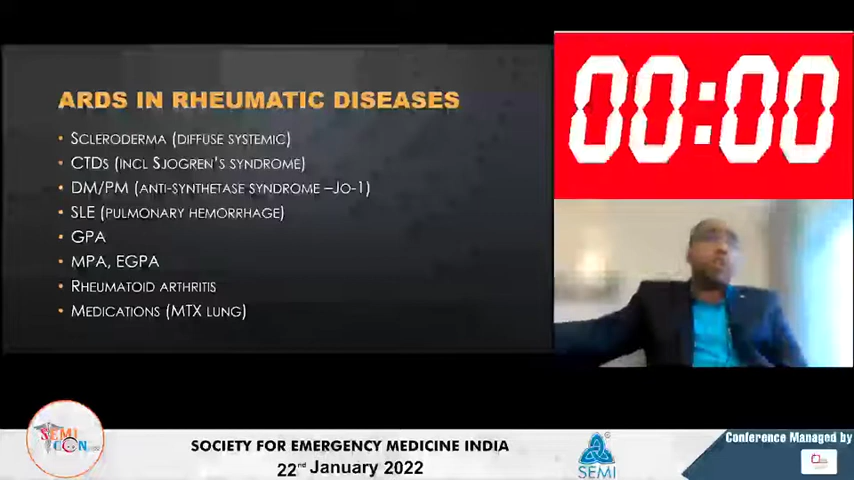 ARDS IN RHEUMATIC DISEASES
• SCLERODERMA (DIFFUSE SYSTEMIC)
• CTDS (INCL SJOGREN'S SYNDROME)
• DM/PM (ANTI-SYNTHETASE SYNDROME –JO-1)
• SLE (PULMONARY HEMORRHAGE)
• GPA
• MPA, EGPA
• RHEUMATOID ARTHRITIS
• MEDICATIONS (MTX LUNG)
00:00
SEMI
CON
SOCIETY FOR EMERGENCY MEDICINE INDIA
22nd January 2022
SEMI
Conference Managed by